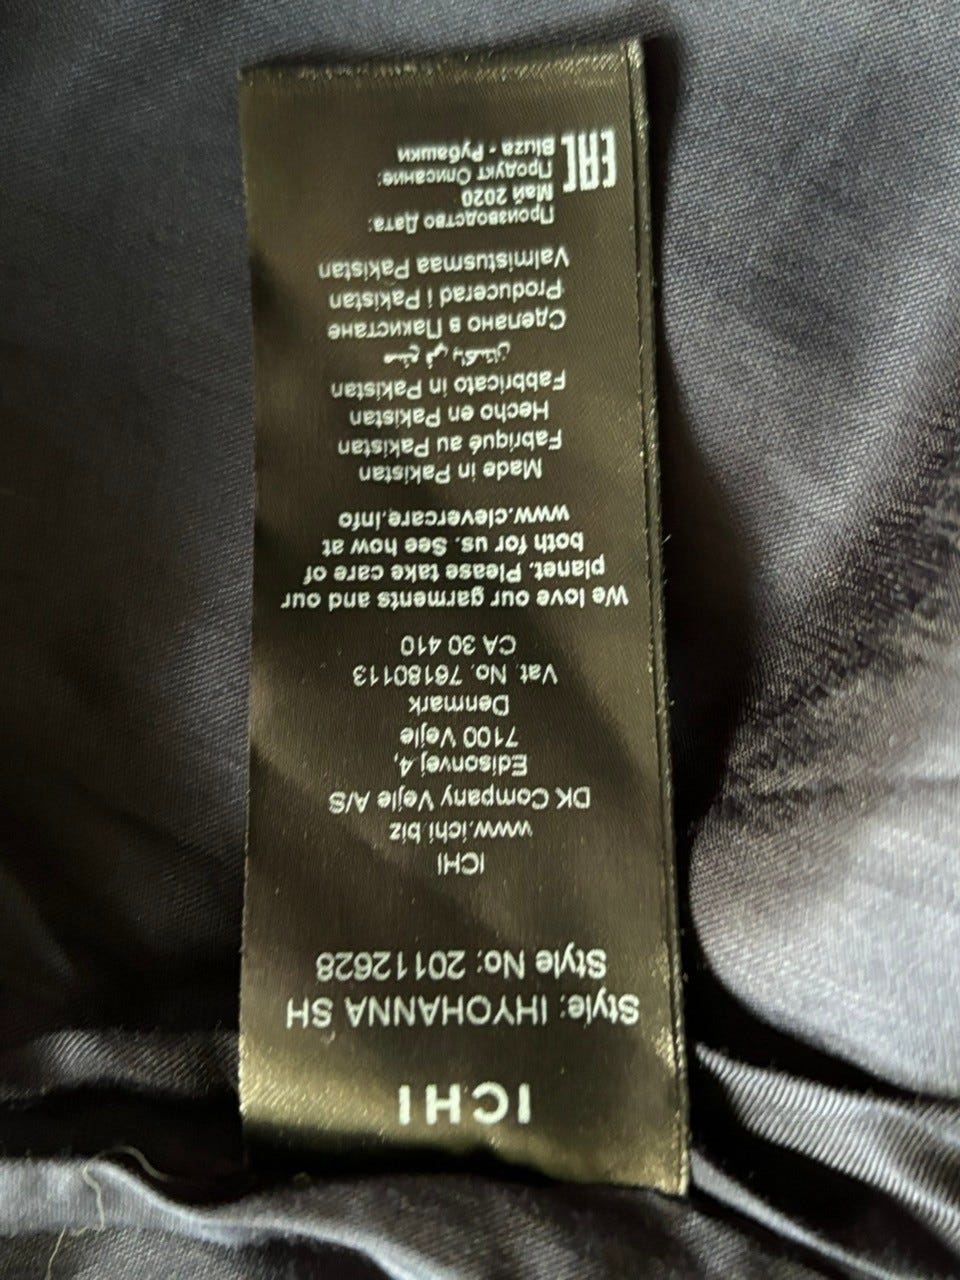 ICHI
Style: IHYOHANNA SH
Style No: 20112628
ICHI
www.ichi.biz
DK Company Vejle A/S
Edisonvej 4,
7100 Vejle
Denmark
Vat. No. 76180113
CA 30 410
We love our garments and our
planet. Please take care of
both for us. See how at
www.clevercare.info
Made in Pakistan
Fabriqué au Pakistan
Hecho en Pakistan
Fabbricato in Pakistan
صنع في باكستان
Сделано в Пакистане
Producerad i Pakistan
Valmistusmaa Pakistan
Производство Дата:
Май 2020
Продукт Описание:
Bluza - Рубашки
EAC